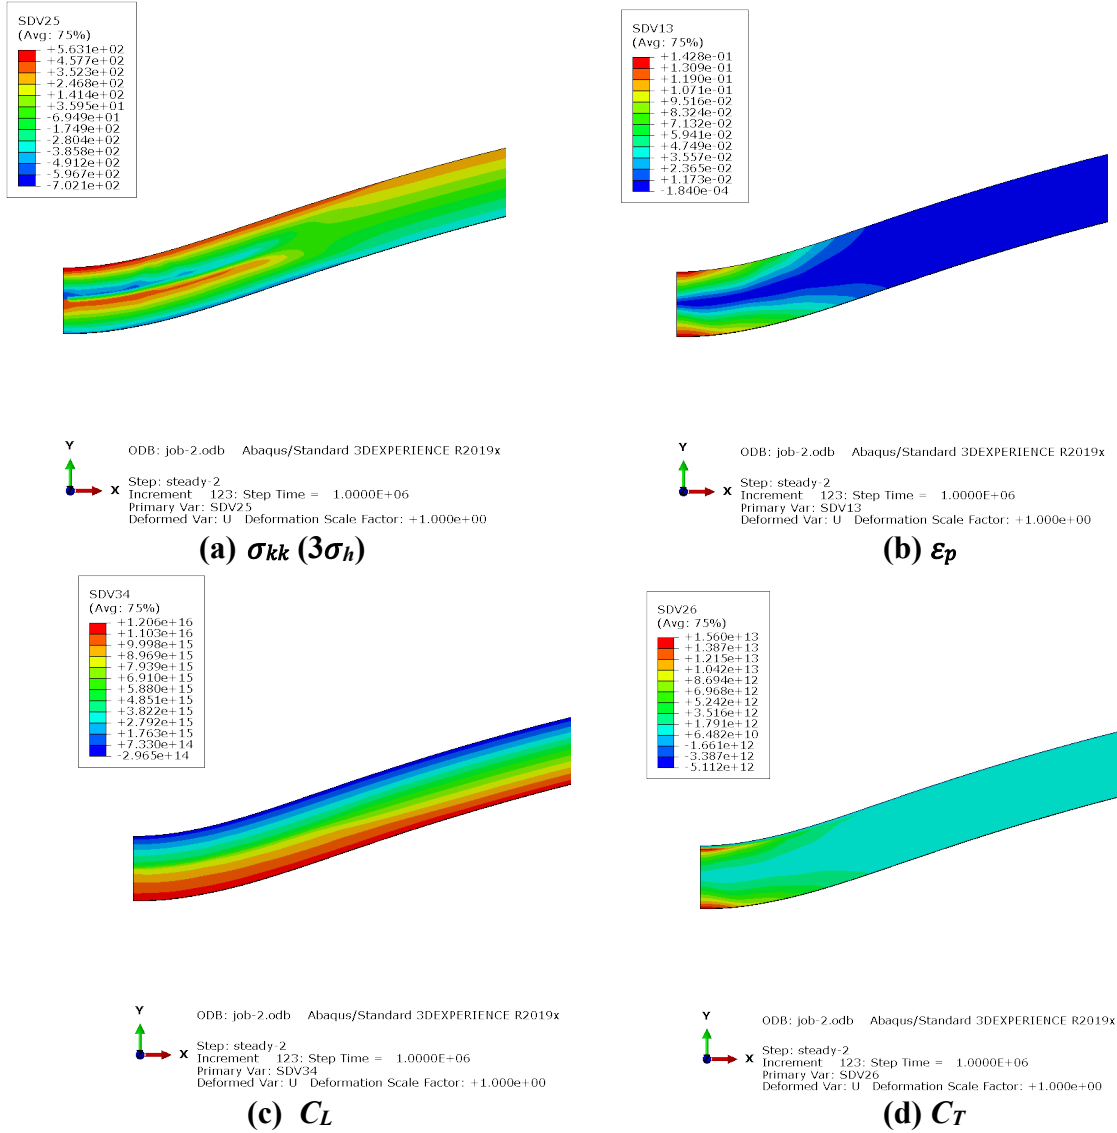 SDV25
(Avg: 75%)
+5.631e+02
+4.577e+02
+3.523e+02
+2.468e+02
+1.414e+02
+3.595e+01
-6.949e+01
-1.749e+02
-2.804e+02
-3.858e+02
-4.912e+02
-5.967e+02
-7.021e+02
Y
X
ODB: job-2.odb Abaqus/Standard 3DEXPERIENCE R2019x
Step: steady-2
Increment 123: Step Time = 1.0000E+06
Primary Var: SDV25
Deformed Var: U Deformation Scale Factor: +1.000e+00
(a) σkk (3σh)
SDV13
(Avg: 75%)
+1.428e-01
+1.309e-01
+1.190e-01
+1.071e-01
+9.516e-02
+8.324e-02
+7.132e-02
+5.941e-02
+4.749e-02
+3.557e-02
+2.365e-02
+1.173e-02
-1.840e-04
Y
X
ODB: job-2.odb Abaqus/Standard 3DEXPERIENCE R2019x
Step: steady-2
Increment 123: Step Time = 1.0000E+06
Primary Var: SDV13
Deformed Var: U Deformation Scale Factor: +1.000e+00
(b) εp
SDV34
(Avg: 75%)
+1.206e+16
+1.103e+16
+9.998e+15
+8.969e+15
+7.939e+15
+6.910e+15
+5.880e+15
+4.851e+15
+3.822e+15
+2.792e+15
+1.763e+15
+7.330e+14
-2.965e+14
Y
X
ODB: job-2.odb Abaqus/Standard 3DEXPERIENCE R2019x
Step: steady-2
Increment 123: Step Time = 1.0000E+06
Primary Var: SDV34
Deformed Var: U Deformation Scale Factor: +1.000e+00
(c) CL
SDV26
(Avg: 75%)
+1.560e+13
+1.387e+13
+1.215e+13
+1.042e+13
+8.694e+12
+6.968e+12
+5.242e+12
+3.516e+12
+1.791e+12
+6.482e+10
-1.661e+12
-3.387e+12
-5.112e+12
Y
X
ODB: job-2.odb Abaqus/Standard 3DEXPERIENCE R2019x
Step: steady-2
Increment 123: Step Time = 1.0000E+06
Primary Var: SDV26
Deformed Var: U Deformation Scale Factor: +1.000e+00
(d) CT